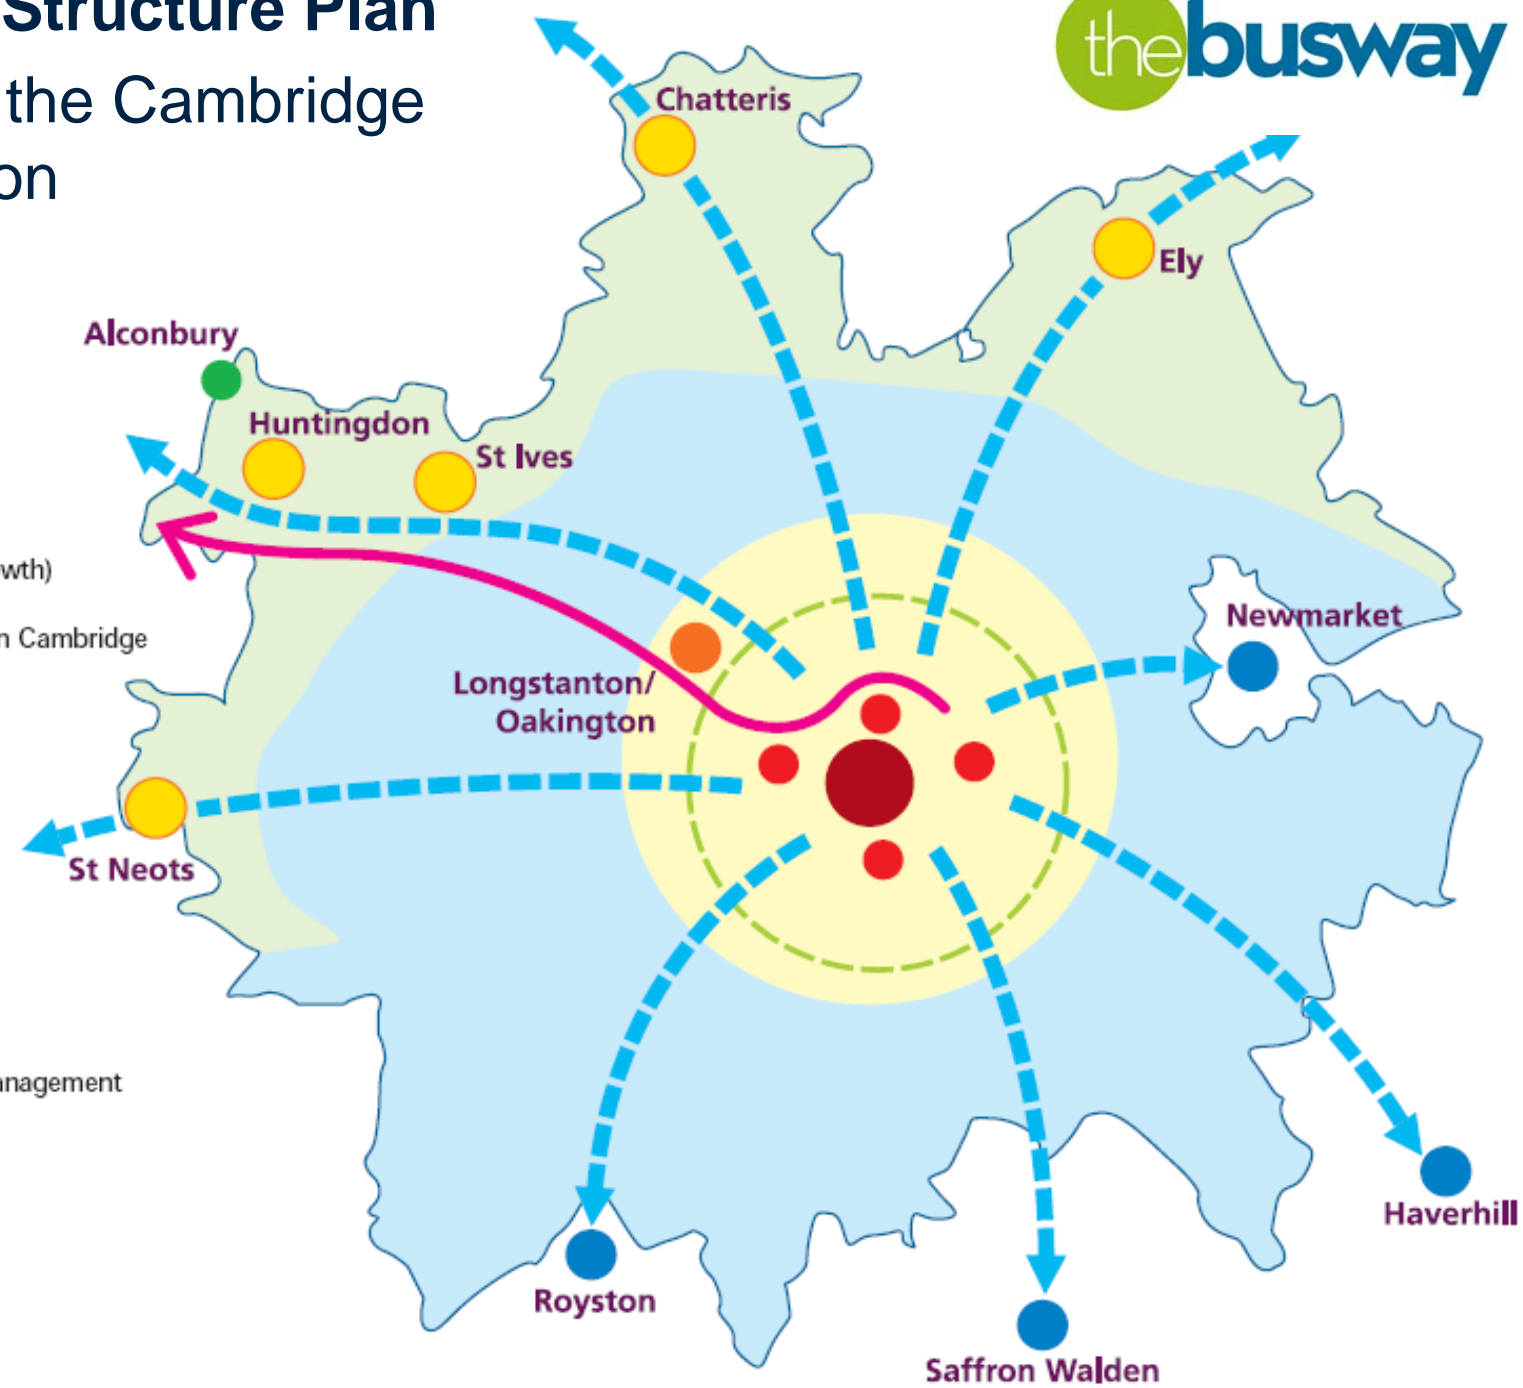 Structure Plan
the Cambridge
on
thebusway
Chatteris
Ely
Alconbury
Huntingdon
St Ives
wth)
Newmarket
n Cambridge
Longstanton/
Oakington
St Neots
nagement
Haverhill
Royston
Saffron Walden